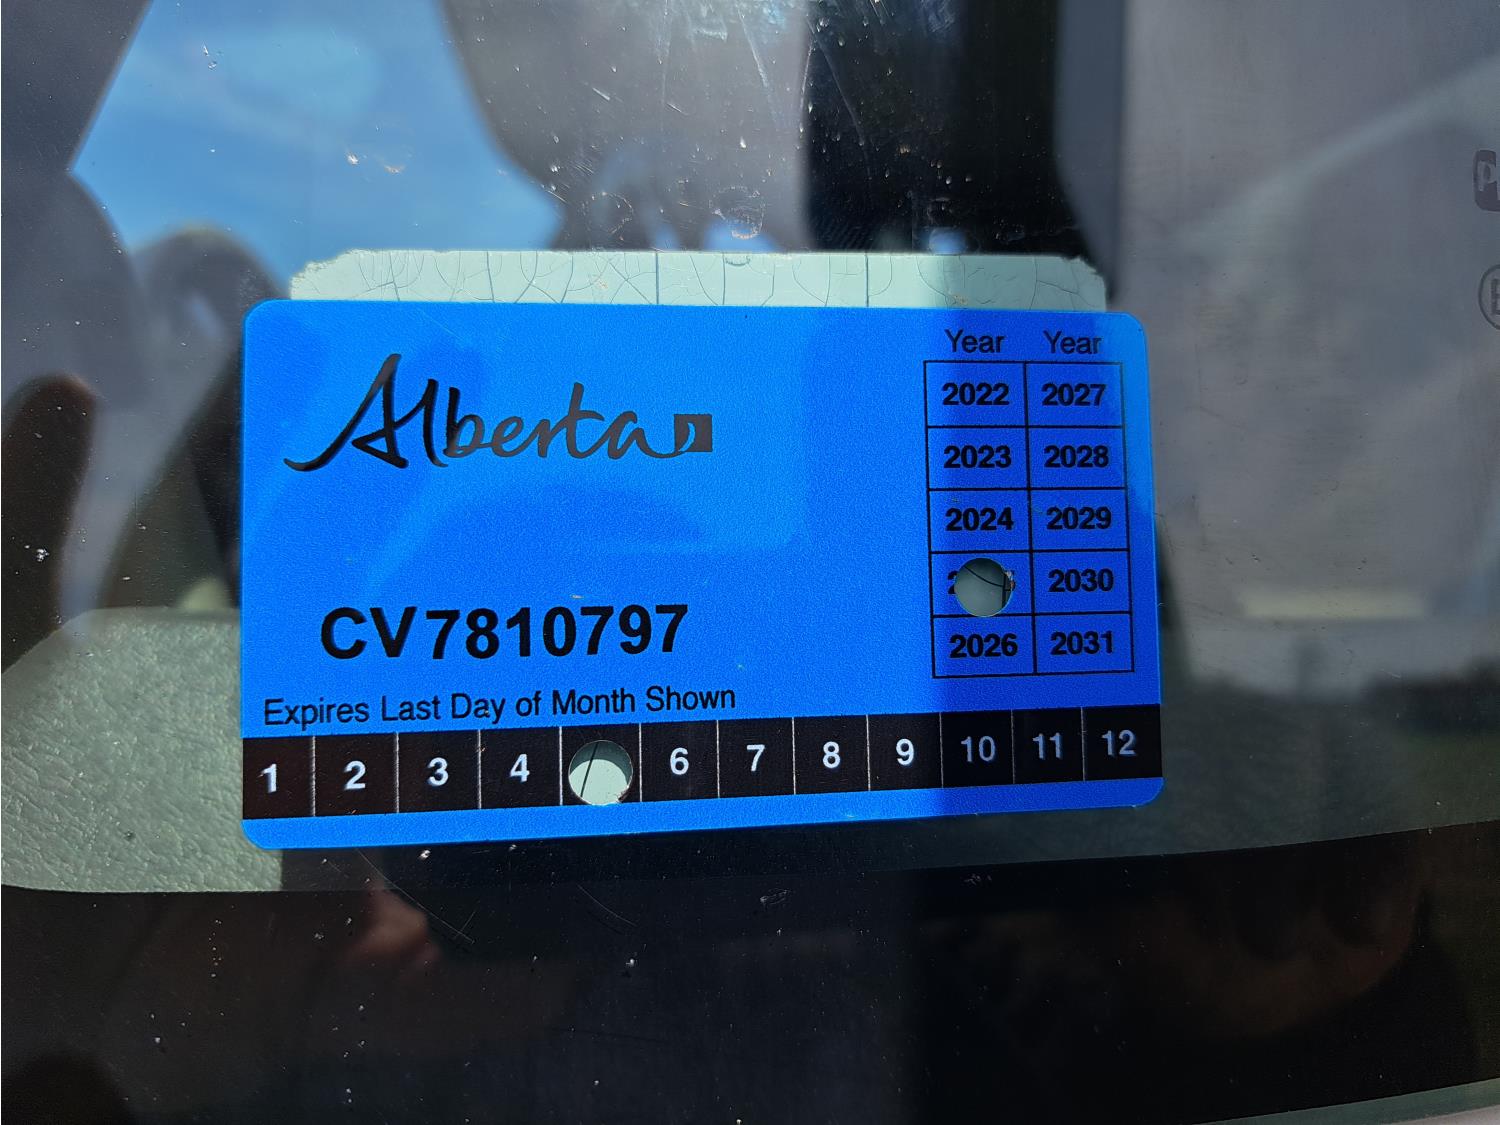 Alberta
Year Year
2022 2027
2023 2028
2024 2029
2030
2026 2031
CV7810797
Expires Last Day of Month Shown
1 2 3 4 6 7 8 9 10 11 12